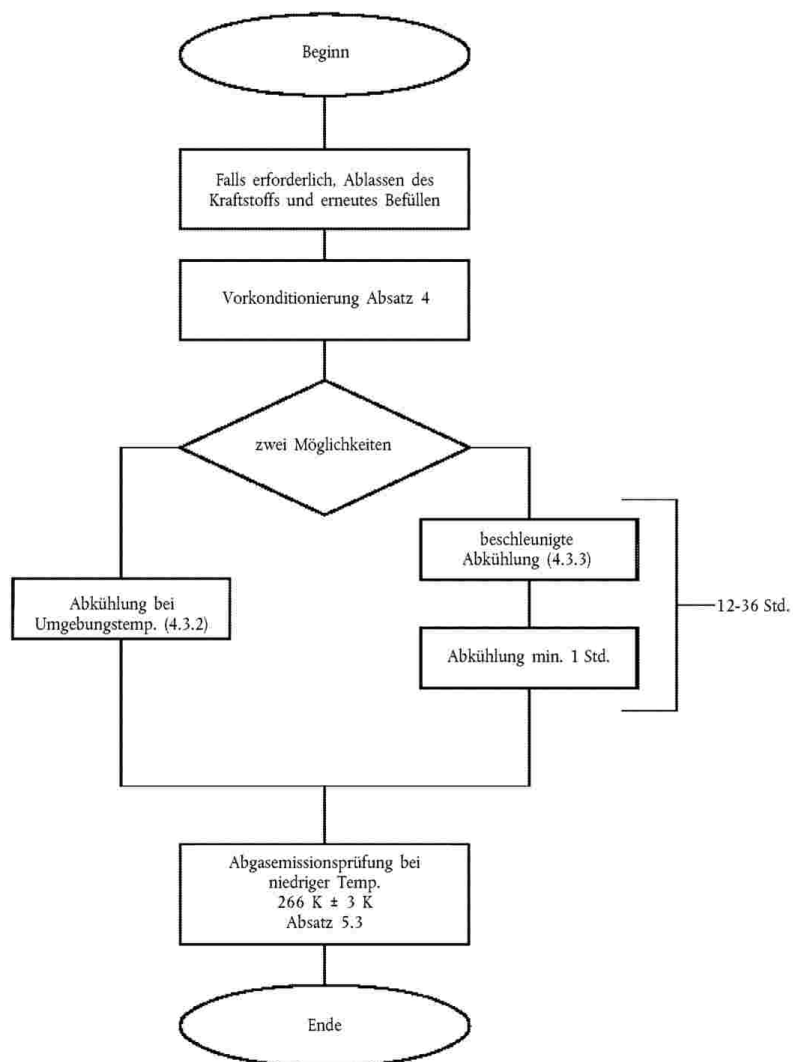 Beginn
Falls erforderlich, Ablassen des
Kraftstoffs und erneutes Befüllen
Vorkonditionierung Absatz 4
zwei Möglichkeiten
Abkühlung bei
Umgebungstemp. (4.3.2)
beschleunigte
Abkühlung (4.3.3)
Abkühlung min. 1 Std.
12-36 Std.
Abgasemissionsprüfung bei
niedriger Temp.
266 K ± 3 K
Absatz 5.3
Ende